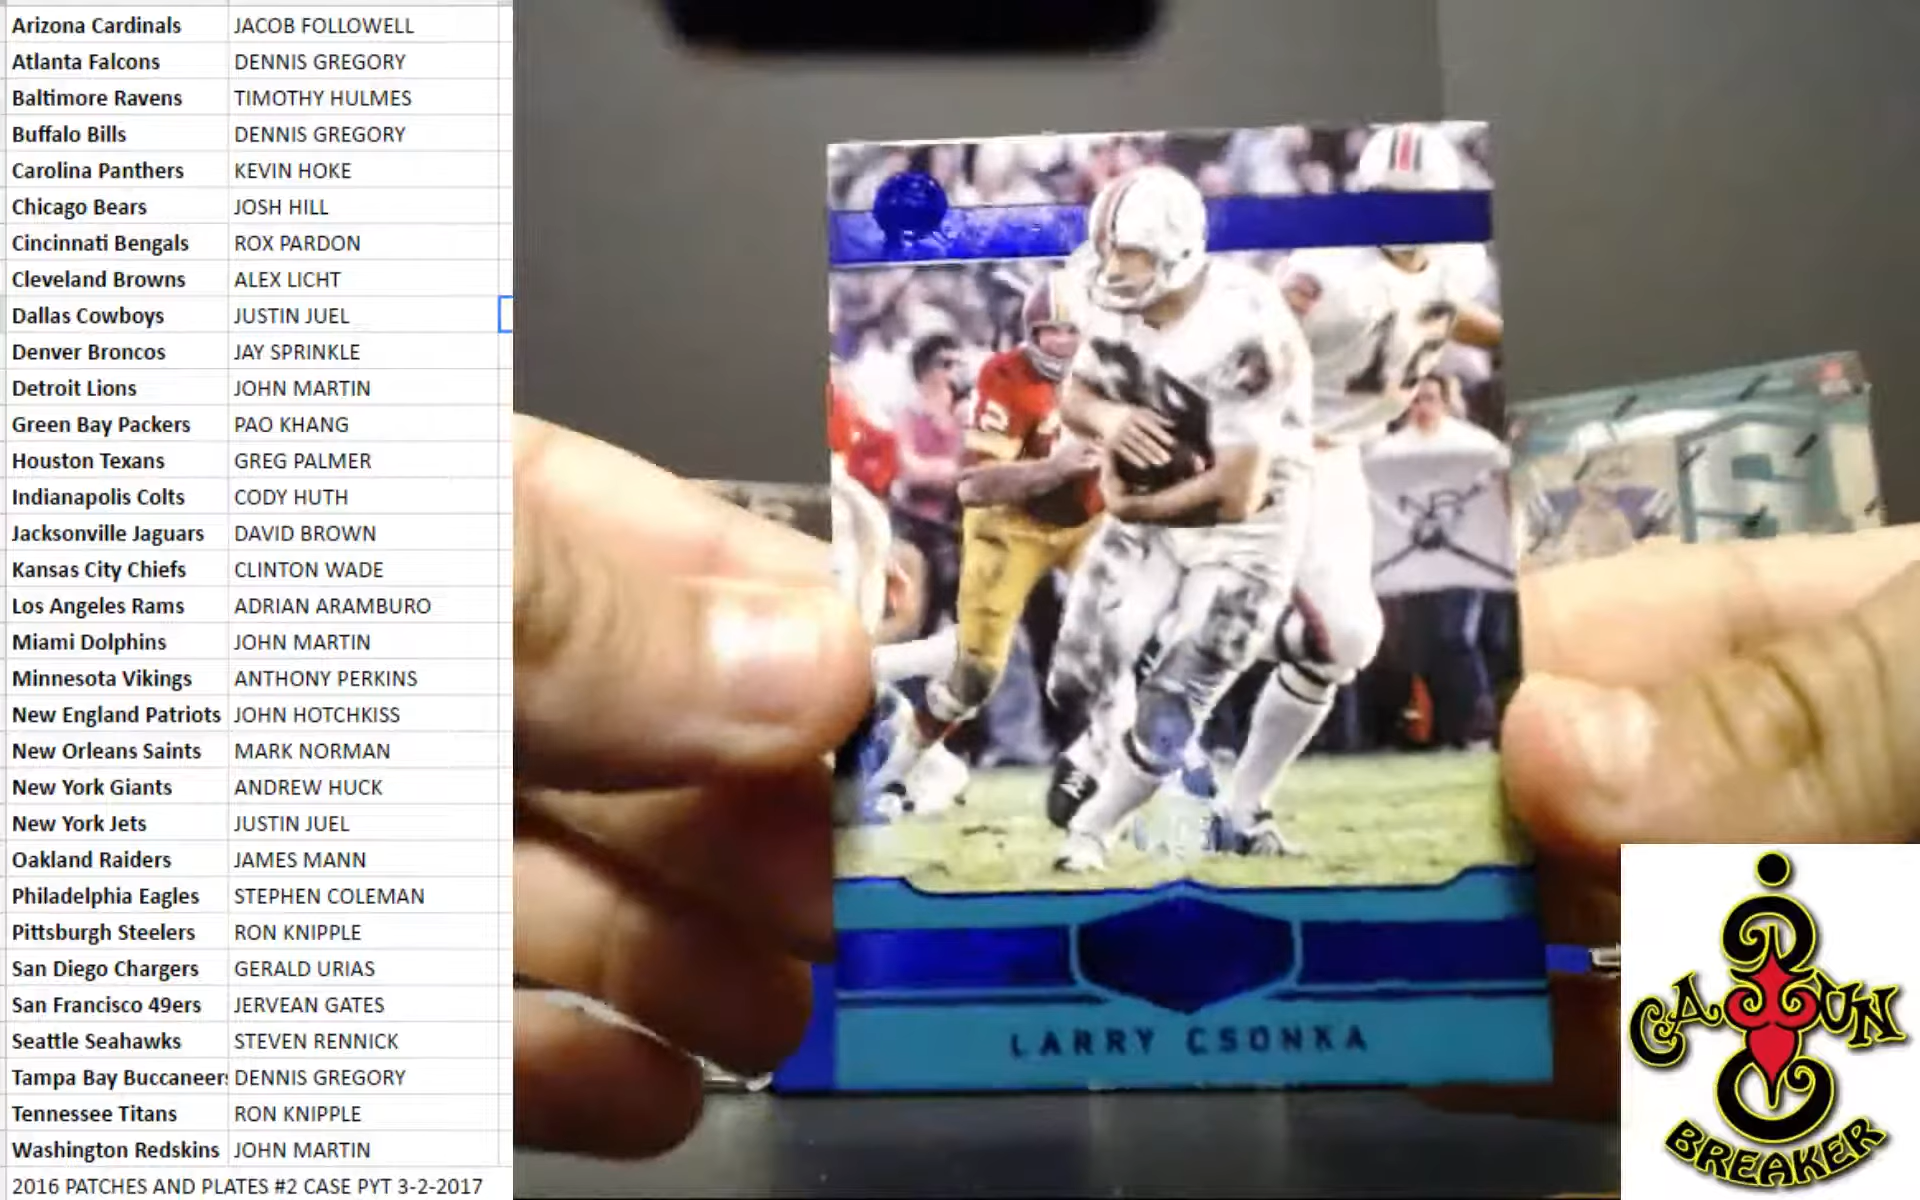 Arizona Cardinals JACOB FOLLOWELL
Atlanta Falcons DENNIS GREGORY
Baltimore Ravens TIMOTHY HULMES
Buffalo Bills DENNIS GREGORY
Carolina Panthers KEVIN HOKE
Chicago Bears JOSH HILL
Cincinnati Bengals ROX PARDON
Cleveland Browns ALEX LICHT
Dallas Cowboys JUSTIN JUEL
Denver Broncos JAY SPRINKLE
Detroit Lions JOHN MARTIN
Green Bay Packers PAO KHANG
Houston Texans GREG PALMER
Indianapolis Colts CODY HUTH
Jacksonville Jaguars DAVID BROWN
Kansas City Chiefs CLINTON WADE
Los Angeles Rams ADRIAN ARAMBURO
Miami Dolphins JOHN MARTIN
Minnesota Vikings ANTHONY PERKINS
New England Patriots JOHN HOTCHKISS
New Orleans Saints MARK NORMAN
New York Giants ANDREW HUCK
New York Jets JUSTIN JUEL
Oakland Raiders JAMES MANN
Philadelphia Eagles STEPHEN COLEMAN
Pittsburgh Steelers RON KNIPPLE
San Diego Chargers GERALD URIAS
San Francisco 49ers JERVEAN GATES
Seattle Seahawks STEVEN RENNICK
Tampa Bay Buccaneers DENNIS GREGORY
Tennessee Titans RON KNIPPLE
Washington Redskins JOHN MARTIN
2016 PATCHES AND PLATES #2 CASE PYT 3-2-2017
LARRY CSONKA
CAJUN
BREAKER